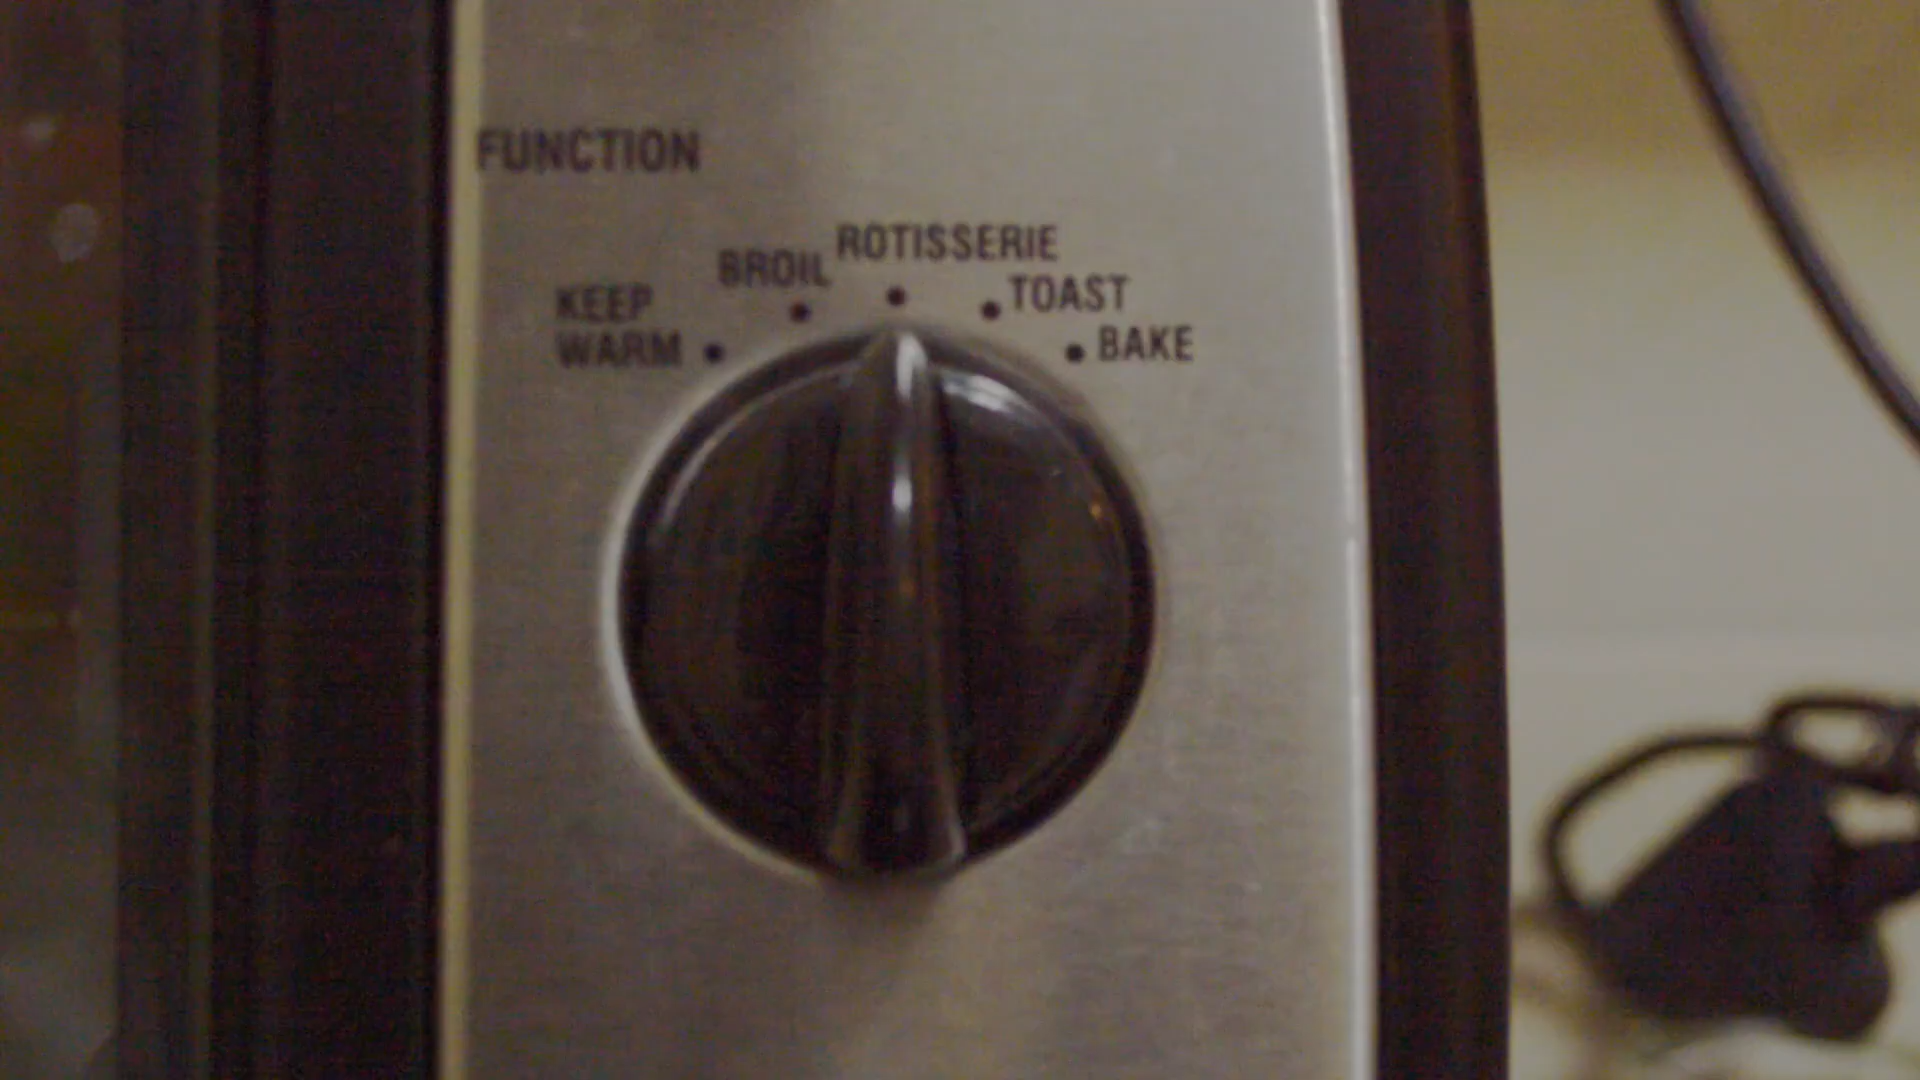 FUNCTION
KEEP
WARM
BROIL
ROTISSERIE
TOAST
BAKE